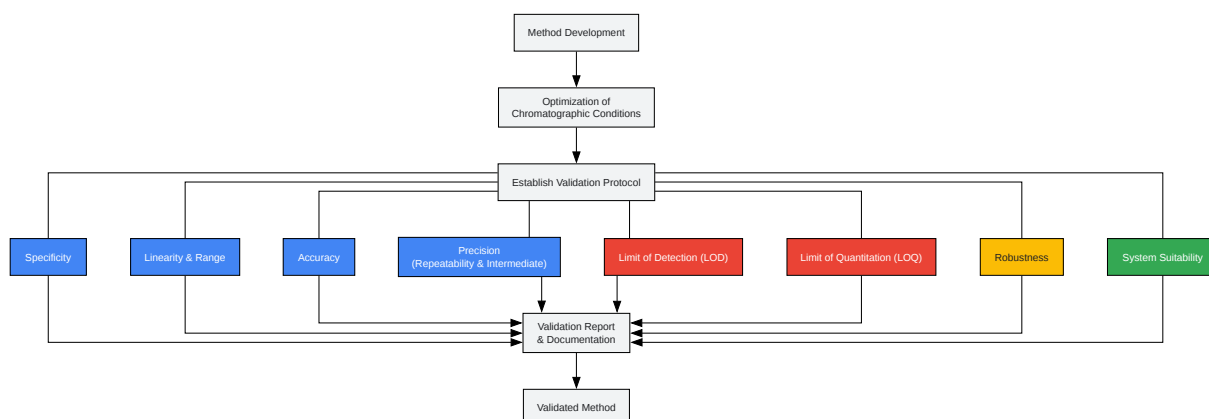 Method Development
Optimization of
Chromatographic Conditions
Establish Validation Protocol
Specificity
Linearity & Range
Accuracy
Precision
(Repeatability & Intermediate)
Limit of Detection (LOD)
Limit of Quantitation (LOQ)
Robustness
System Suitability
Validation Report
& Documentation
Validated Method